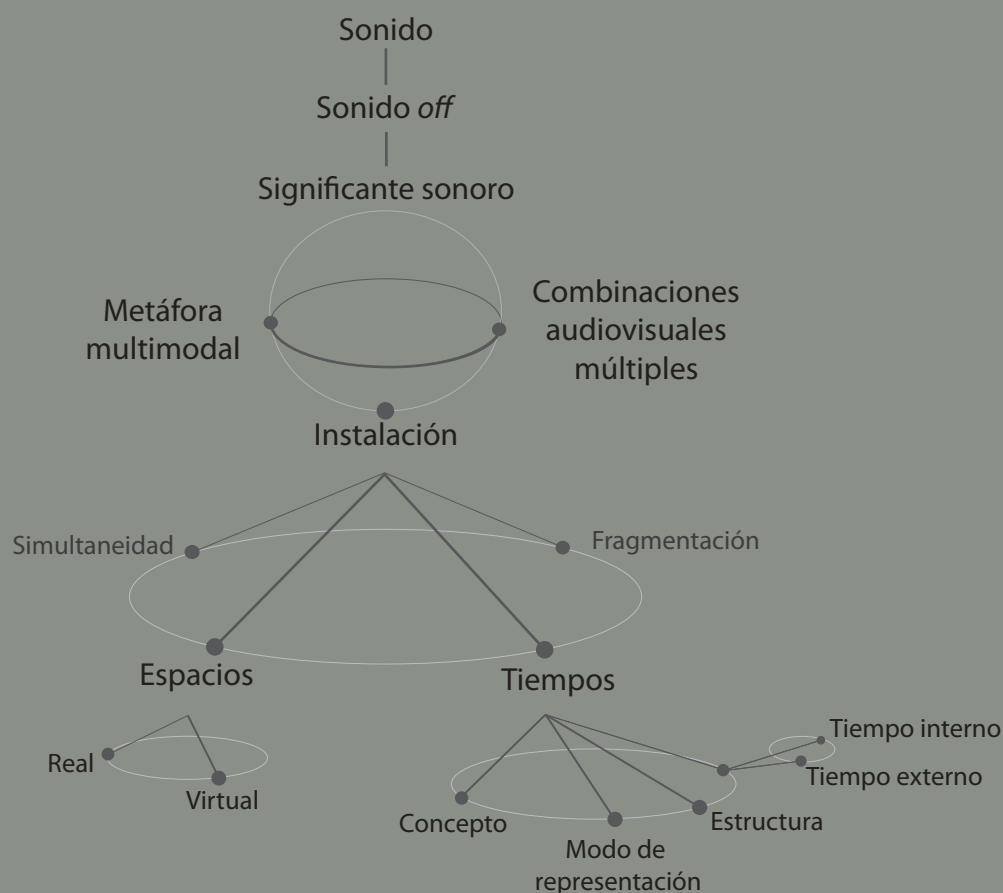 Sonido
Sonido off
Significante sonoro
Metáfora
multimodal
Combinaciones
audiovisuales
múltiples
Instalación
Simultaneidad
Fragmentación
Espacios
Tiempos
Real
Virtual
Tiempo interno
Tiempo externo
Concepto
Estructura
Modo de
representación